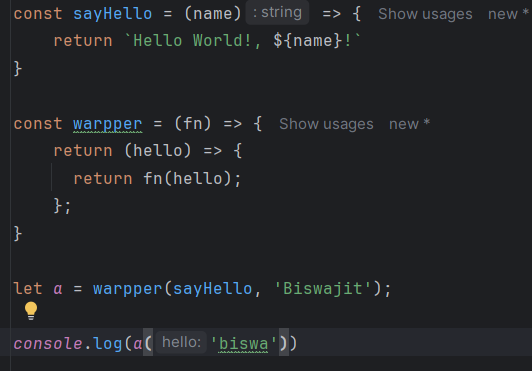 const sayHello = (name) : string => { Show usages new *
return `Hello World!, ${name}!`
}
const warpper = (fn) => { Show usages new *
return (hello) => {
return fn(hello);
};
}
let a = warpper(sayHello, 'Biswajit');
console.log(a( hello: 'biswa'))